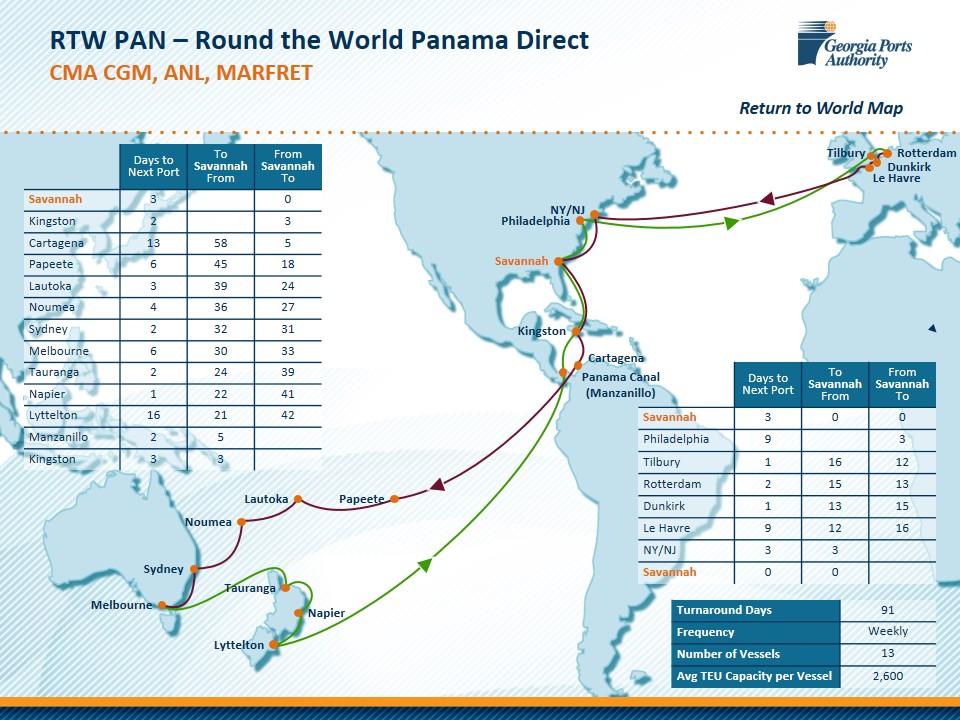 RTW PAN – Round the World Panama Direct
CMA CGM, ANL, MARFRET
Georgia Ports
Authority
Return to World Map
Days to Next Port | To Savannah From | From Savannah To
Savannah 3 0
Kingston 2 3
Cartagena 13 58 5
Papeete 6 45 18
Lautoka 3 39 24
Noumea 4 36 27
Sydney 2 32 31
Melbourne 6 30 33
Tauranga 2 24 39
Napier 1 22 41
Lyttelton 16 21 42
Manzanillo 2 5
Kingston 3 3
Tilbury
Rotterdam
Dunkirk
Le Havre
NY/NJ
Philadelphia
Savannah
Kingston
Cartagena
Panama Canal
(Manzanillo)
Lautoka
Papeete
Noumea
Sydney
Tauranga
Melbourne
Napier
Lyttelton
Days to Next Port | To Savannah From | From Savannah To
Savannah 3 0 0
Philadelphia 9 3
Tilbury 1 16 12
Rotterdam 2 15 13
Dunkirk 1 13 15
Le Havre 9 12 16
NY/NJ 3 3
Savannah 0 0
Turnaround Days 91
Frequency Weekly
Number of Vessels 13
Avg TEU Capacity per Vessel 2,600